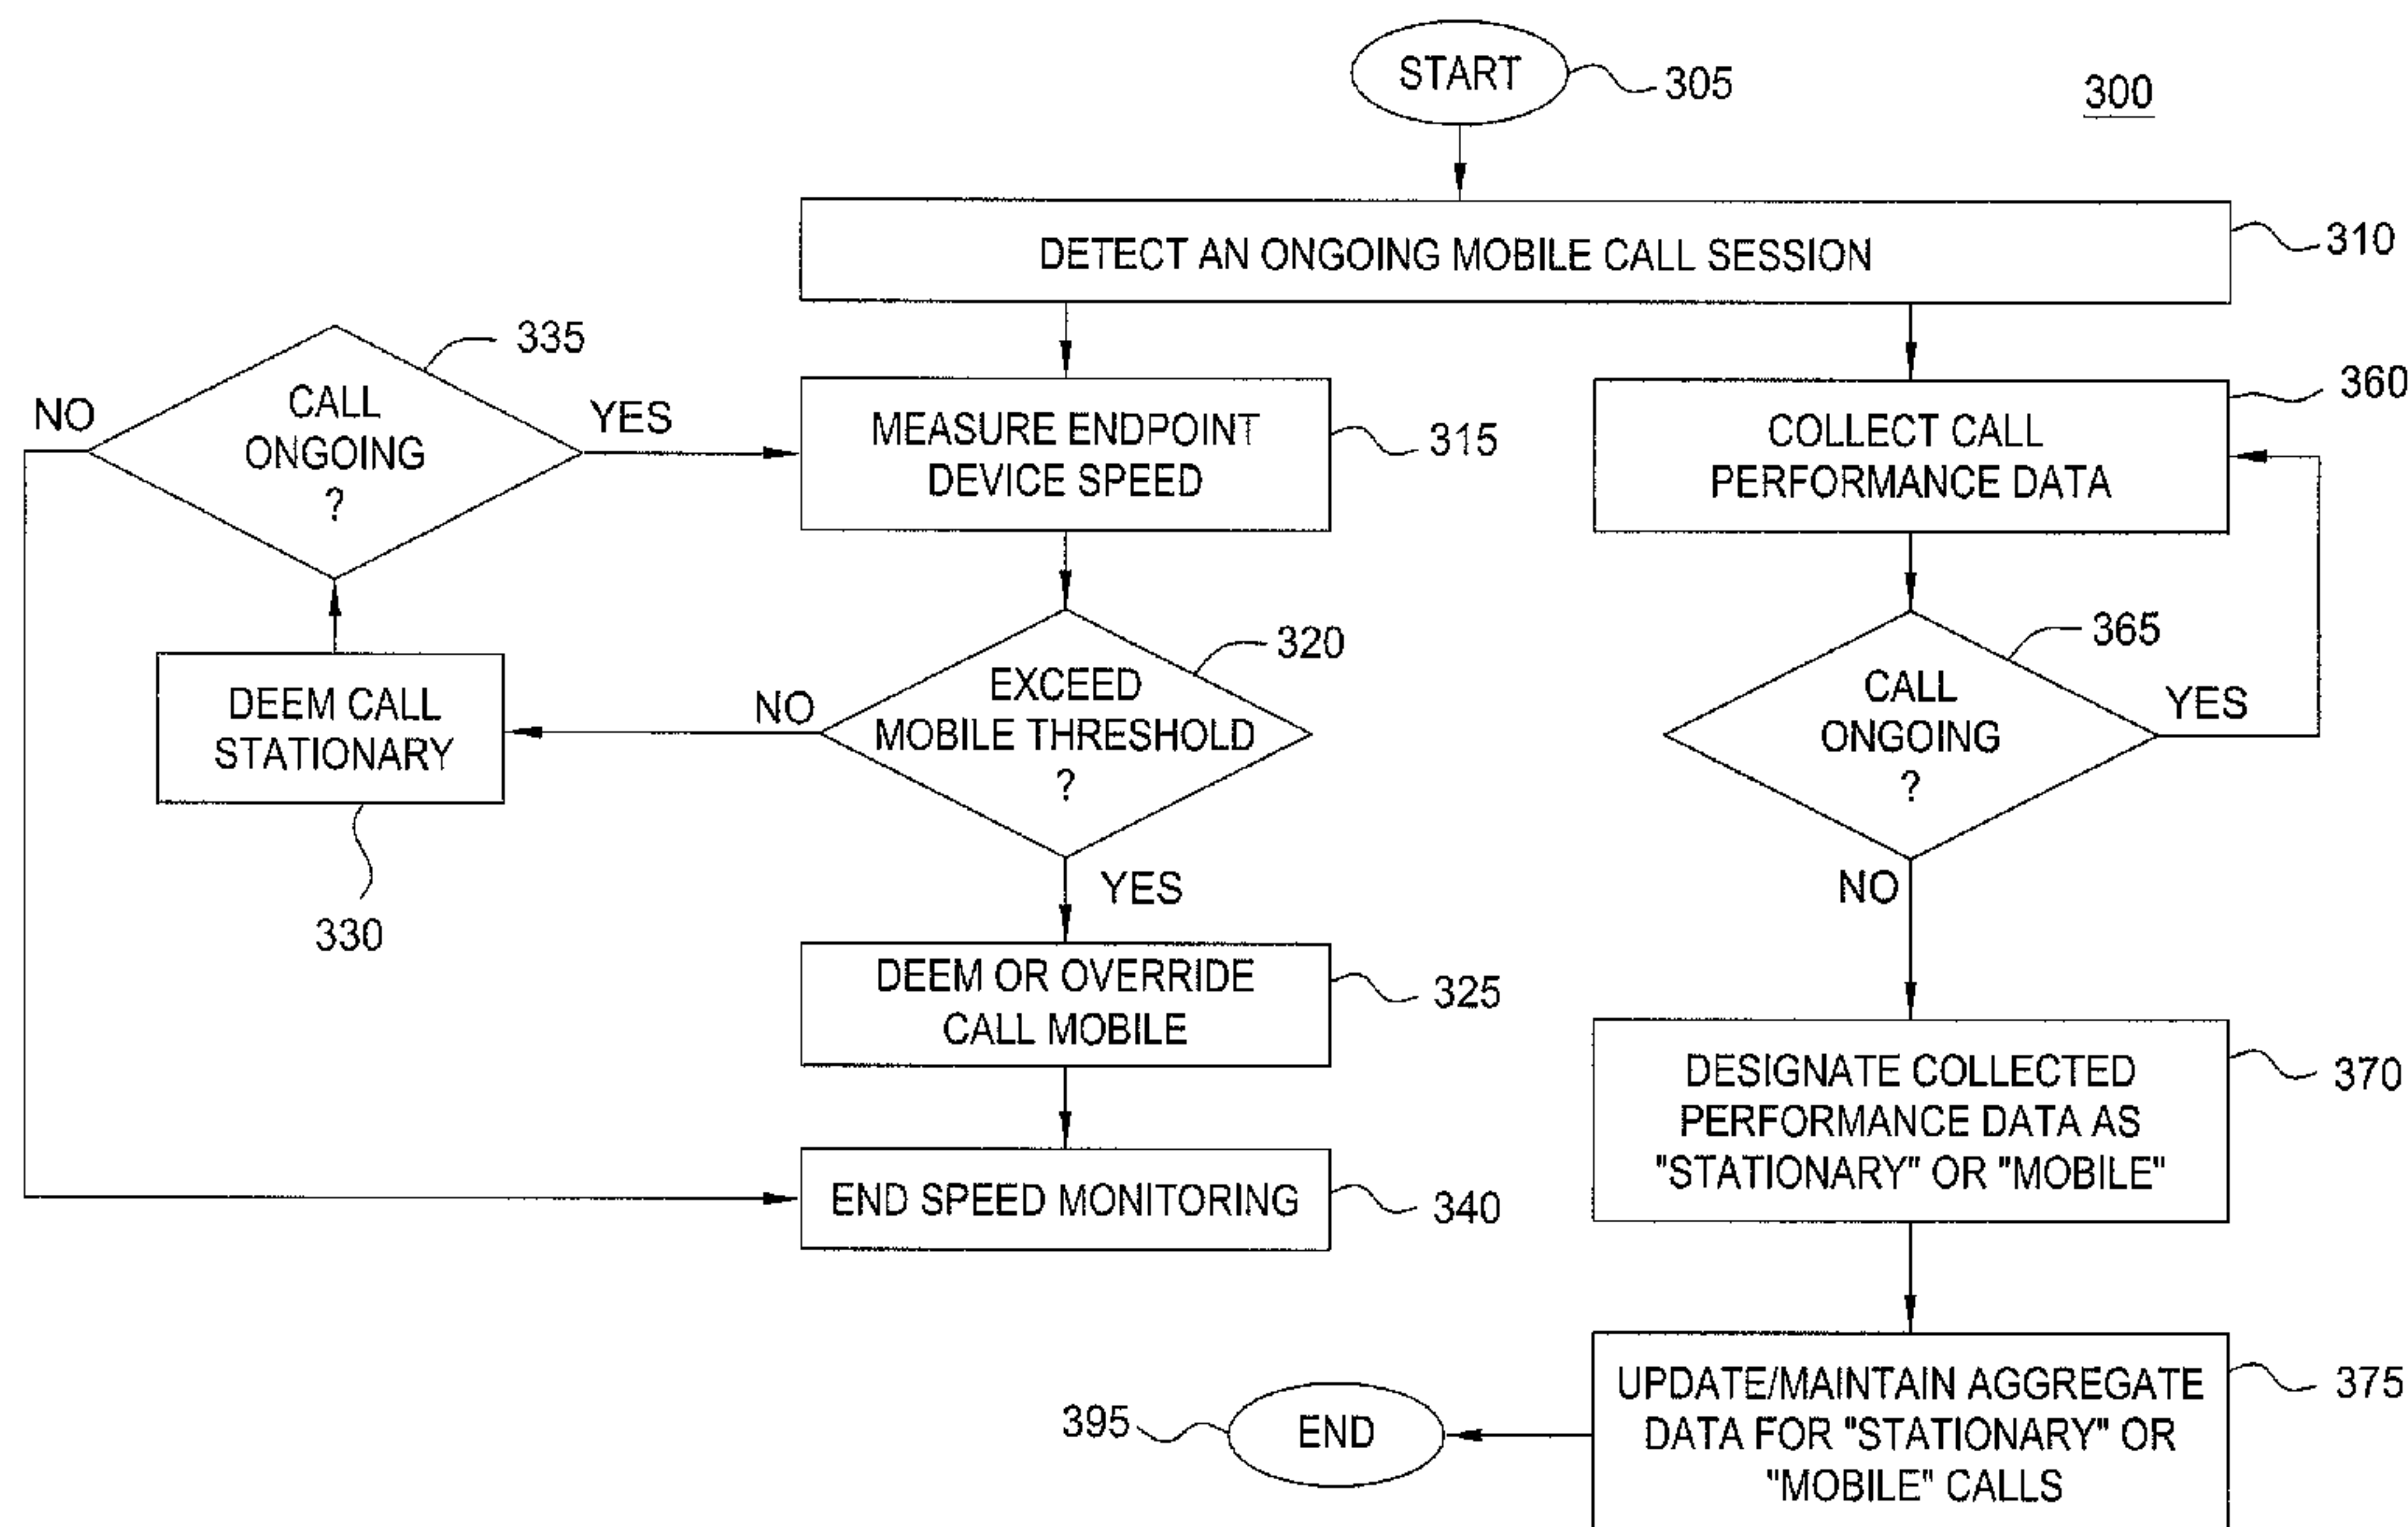 START
305
300
DETECT AN ONGOING MOBILE CALL SESSION
310
335
CALL
ONGOING
?
NO
YES
MEASURE ENDPOINT
DEVICE SPEED
315
COLLECT CALL
PERFORMANCE DATA
360
DEEM CALL
STATIONARY
330
NO
EXCEED
MOBILE THRESHOLD
?
320
YES
CALL
ONGOING
?
365
YES
NO
DEEM OR OVERRIDE
CALL MOBILE
325
END SPEED MONITORING
340
DESIGNATE COLLECTED
PERFORMANCE DATA AS
"STATIONARY" OR "MOBILE"
370
UPDATE/MAINTAIN AGGREGATE
DATA FOR "STATIONARY" OR
"MOBILE" CALLS
375
END
395